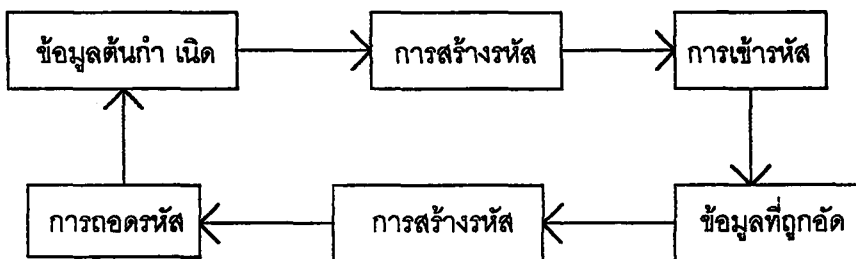 ข้อมูลต้นกำ เนิด
การสร้างรหัส
การเข้ารหัส
การถอดรหัส
การสร้างรหัส
ข้อมูลที่ถูกอัด